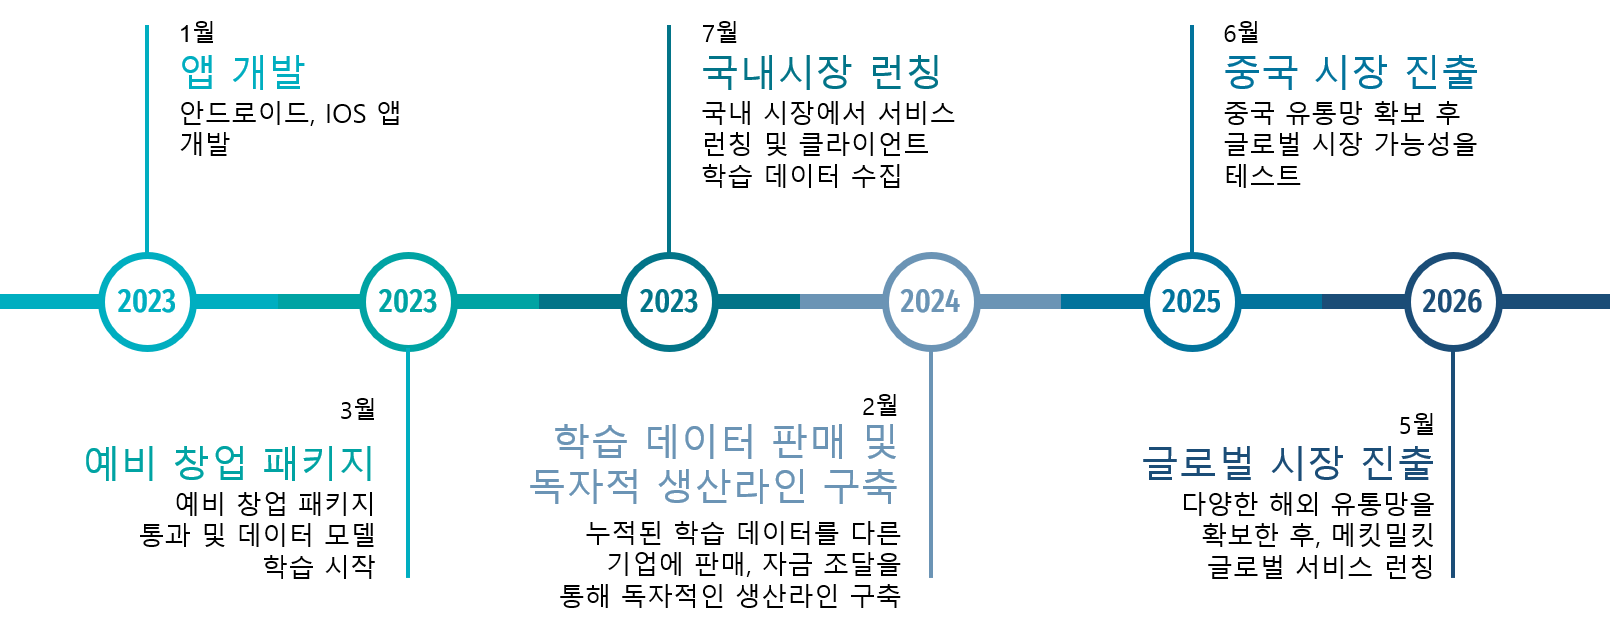 1월
앱 개발
안드로이드, IOS 앱
개발
7월
국내시장 런칭
국내 시장에서 서비스
런칭 및 클라이언트
학습 데이터 수집
6월
중국 시장 진출
중국 유통망 확보 후
글로벌 시장 가능성을
테스트
2023
2023
2023
2024
2025
2026
3월
예비 창업 패키지
예비 창업 패키지
통과 및 데이터 모델
학습 시작
2월
학습 데이터 판매 및
독자적 생산라인 구축
누적된 학습 데이터를 다른
기업에 판매, 자금 조달을
통해 독자적인 생산라인 구축
5월
글로벌 시장 진출
다양한 해외 유통망을
확보한 후, 메킷밀킷
글로벌 서비스 런칭